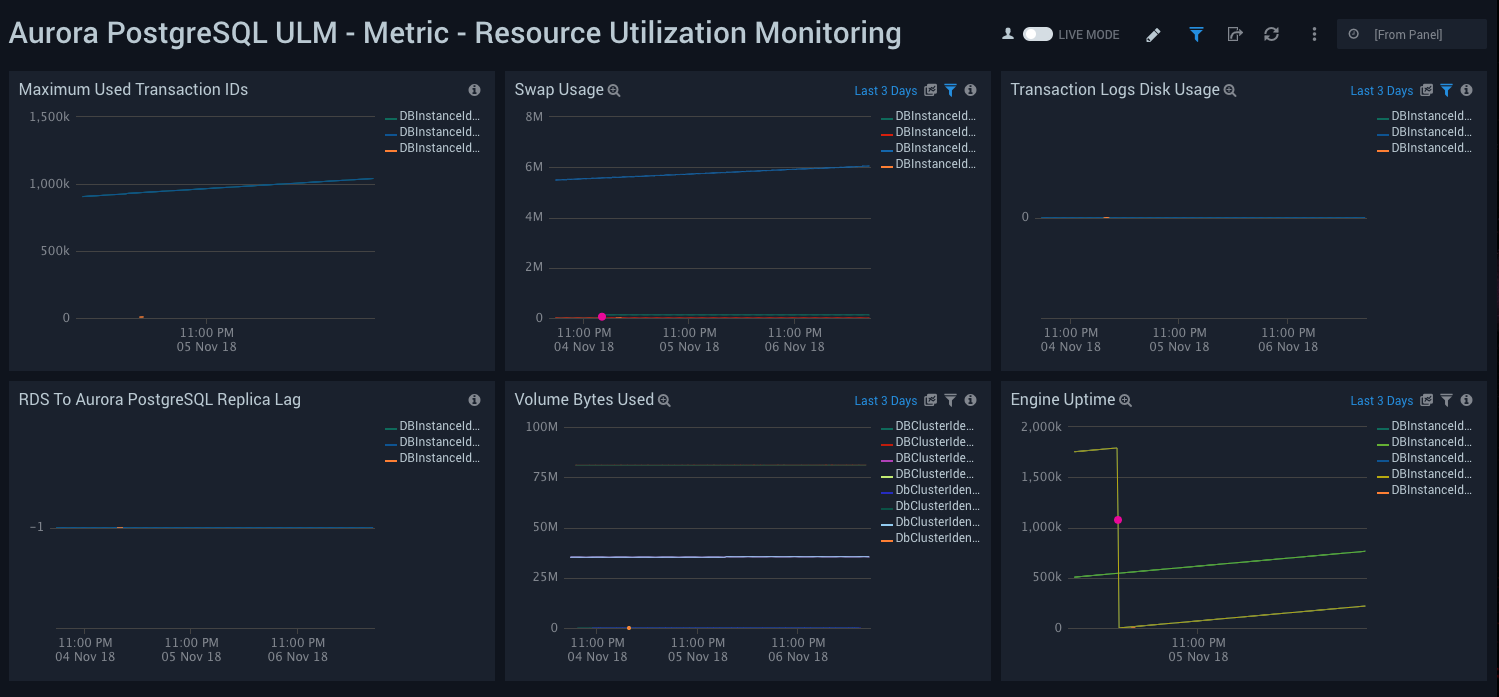 Aurora PostgreSQL ULM - Metric - Resource Utilization Monitoring
LIVE MODE
[From Panel]
Maximum Used Transaction IDs
1,500k
1,000k
500k
0
11:00 PM
05 Nov 18
DBInstanceId...
DBInstanceId...
DBInstanceId...
Swap Usage
Last 3 Days
8M
6M
4M
2M
0
11:00 PM
04 Nov 18
11:00 PM
05 Nov 18
11:00 PM
06 Nov 18
DBInstanceId...
DBInstanceId...
DBInstanceId...
DBInstanceId...
Transaction Logs Disk Usage
Last 3 Days
0
11:00 PM
04 Nov 18
11:00 PM
05 Nov 18
11:00 PM
06 Nov 18
DBInstanceId...
DBInstanceId...
DBInstanceId...
RDS To Aurora PostgreSQL Replica Lag
-1
11:00 PM
04 Nov 18
11:00 PM
05 Nov 18
11:00 PM
06 Nov 18
DBInstanceId...
DBInstanceId...
DBInstanceId...
Volume Bytes Used
Last 3 Days
100M
75M
50M
25M
0
11:00 PM
04 Nov 18
11:00 PM
05 Nov 18
11:00 PM
06 Nov 18
DBClusterIde...
DBClusterIde...
DBClusterIde...
DBClusterIde...
DbClusterIden...
DbClusterIden...
DbClusterIden...
DbClusterIden...
Engine Uptime
Last 3 Days
2,000k
1,500k
1,000k
500k
0
11:00 PM
05 Nov 18
DBInstanceId...
DBInstanceId...
DBInstanceId...
DBInstanceId...
DBInstanceId...